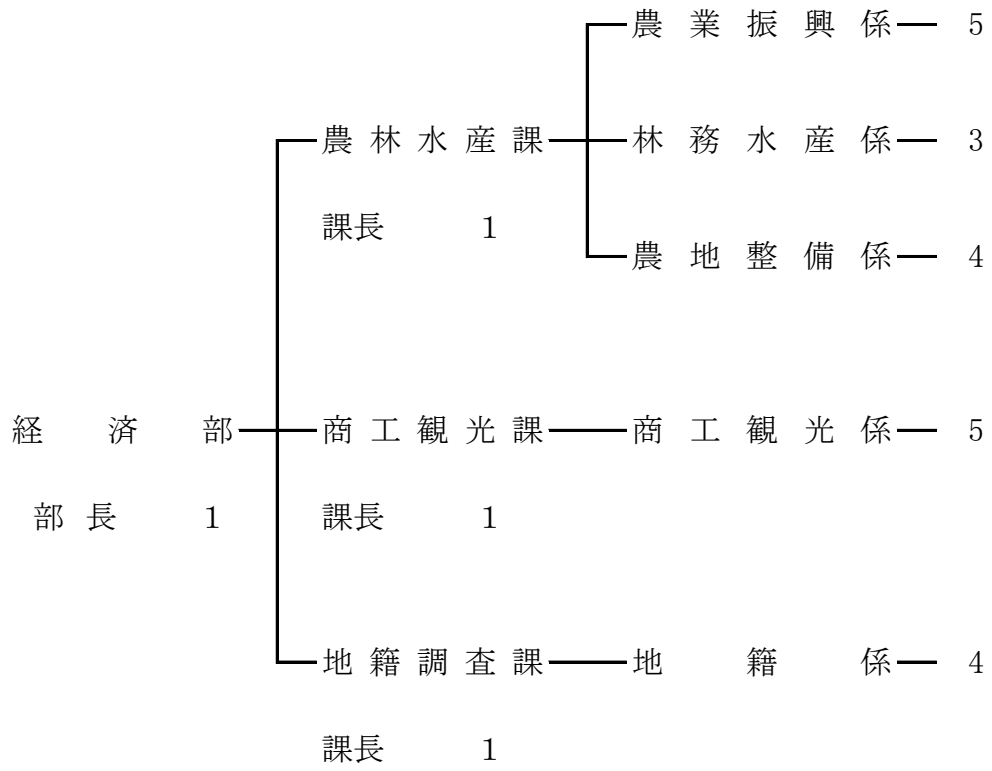 農業振興係 5
農林水産課 林務水産係 3
課長 1
農地整備係 4
経済部 商工観光課 商工観光係 5
部長 1 課長 1
地籍調査課 地籍係 4
課長 1